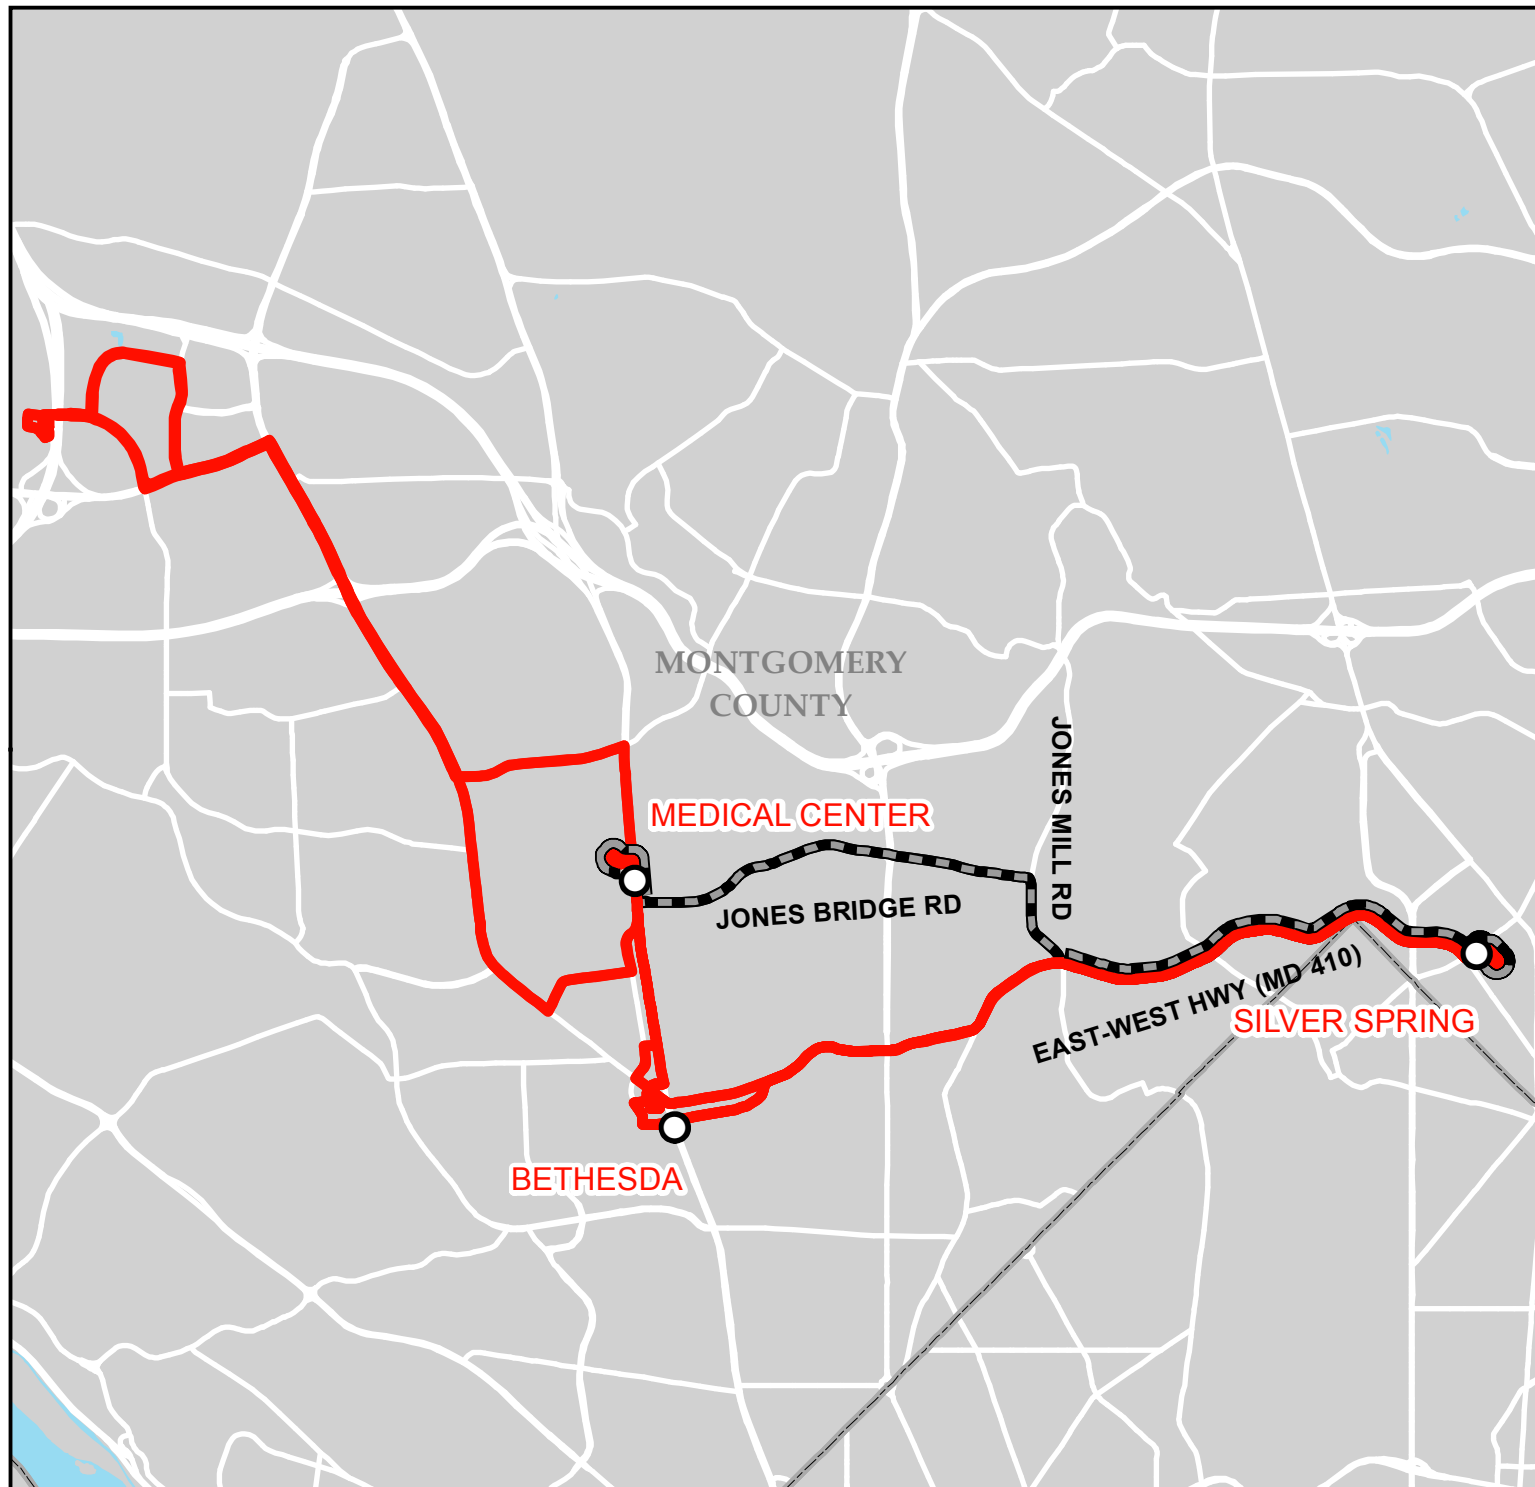 MONTGOMERY
COUNTY
JONES MILL RD
MEDICAL CENTER
JONES BRIDGE RD
EAST-WEST HWY (MD 410)
SILVER SPRING
BETHESDA